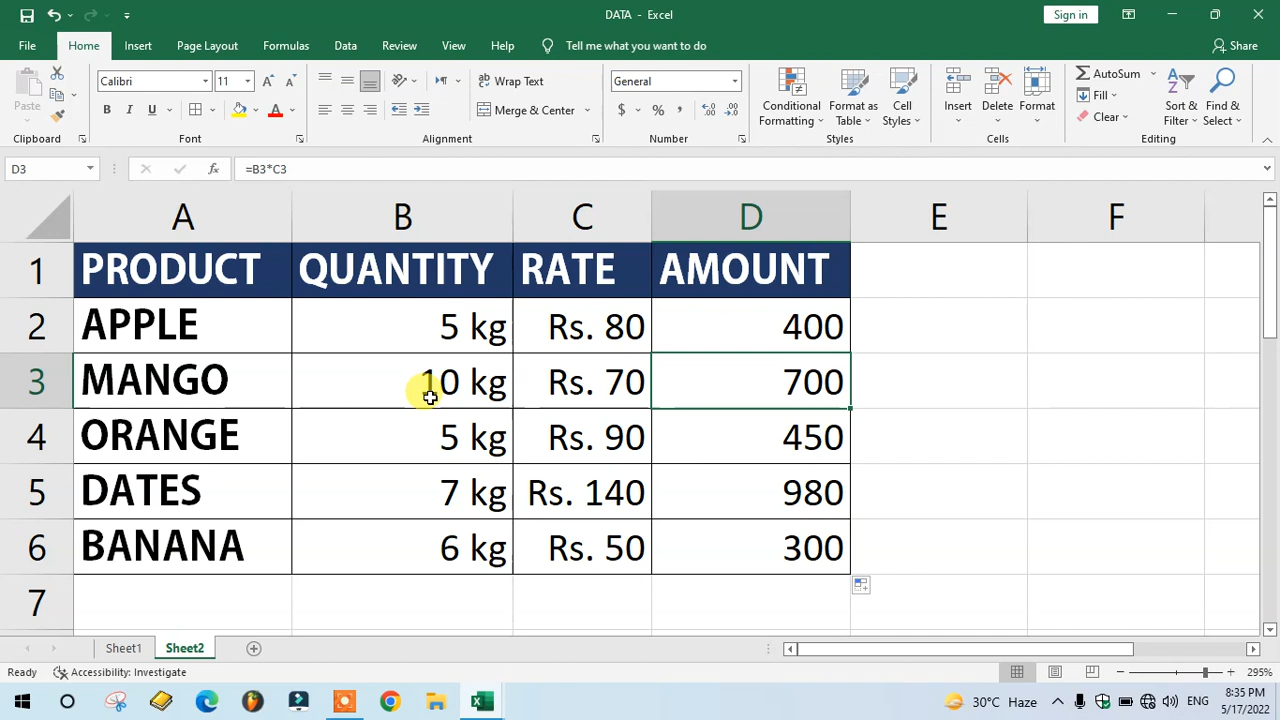 DATA - Excel
Sign in
File Home Insert Page Layout Formulas Data Review View Help Tell me what you want to do Share
Paste
Calibri 11
B I U
Wrap Text
Merge & Center
General
$ % ,
Conditional Formatting
Format as Table
Cell Styles
Insert Delete Format
AutoSum
Fill
Clear
Sort & Filter
Find & Select
Clipboard Font Alignment Number Styles Cells Editing
D3 fx =B3*C3
A B C D E F
1 PRODUCT QUANTITY RATE AMOUNT
2 APPLE 5 kg Rs. 80 400
3 MANGO 10 kg Rs. 70 700
4 ORANGE 5 kg Rs. 90 450
5 DATES 7 kg Rs. 140 980
6 BANANA 6 kg Rs. 50 300
7
Sheet1 Sheet2
Ready Accessibility: Investigate 295%
30°C Haze ENG 8:35 PM
5/17/2022